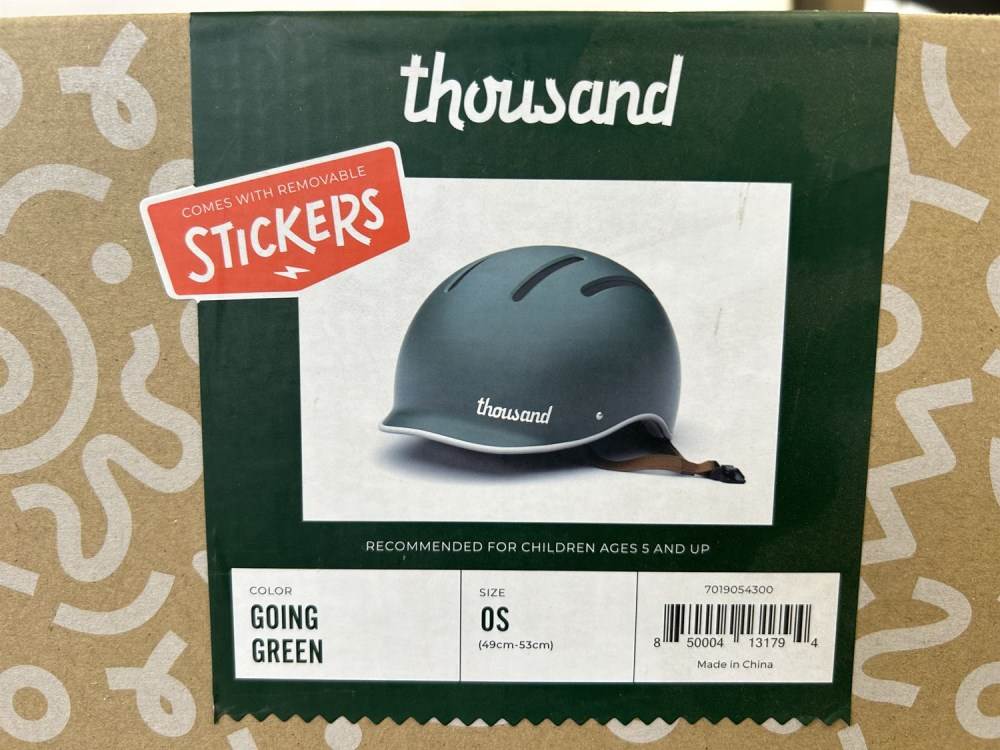 thousand
COMES WITH REMOVABLE
STICKERS
thousand
RECOMMENDED FOR CHILDREN AGES 5 AND UP
COLOR
GOING
GREEN
SIZE
OS
(49cm-53cm)
7019054300
8 50004 13179 4
Made in China